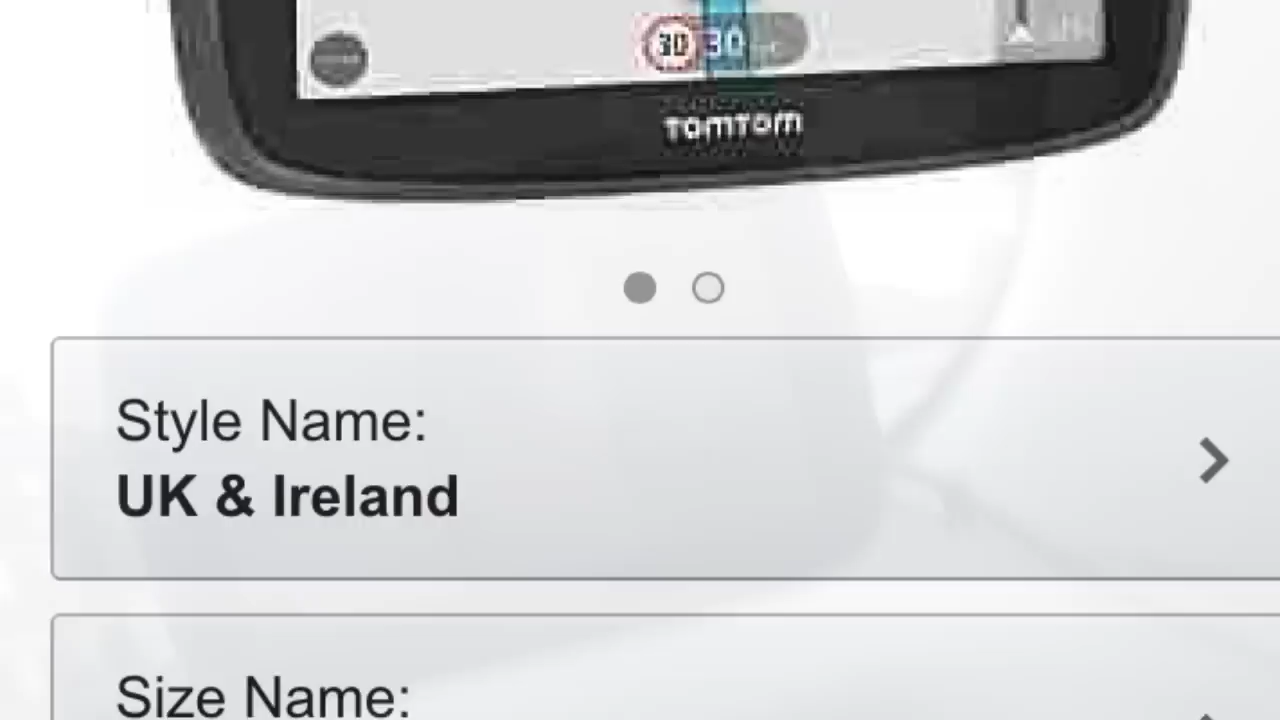 30 30
TOMTOM
Style Name:
UK & Ireland
Size Name: